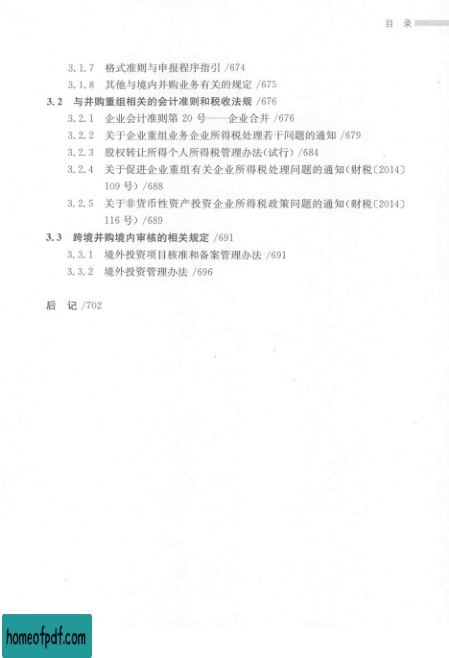 目 录
3.1.7 格式准则与申报程序指引/674
3.1.8 其他与境内并购业务有关的规定/675
3.2 与并购重组相关的会计准则和税收法规/676
3.2.1 企业会计准则第 20 号——企业合并/676
3.2.2 关于企业重组业务企业所得税处理若干问题的通知/679
3.2.3 股权转让所得个人所得税管理办法(试行)/684
3.2.4 关于促进企业重组有关企业所得税处理问题的通知(财税〔2014〕
109 号)/688
3.2.5 关于非货币性资产投资企业所得税政策问题的通知(财税〔2014〕
116 号)/689
3.3 跨境并购境内审核的相关规定/691
3.3.1 境外投资项目核准和备案管理办法/691
3.3.2 境外投资管理办法/696
后 记/702
homeofpdf.com